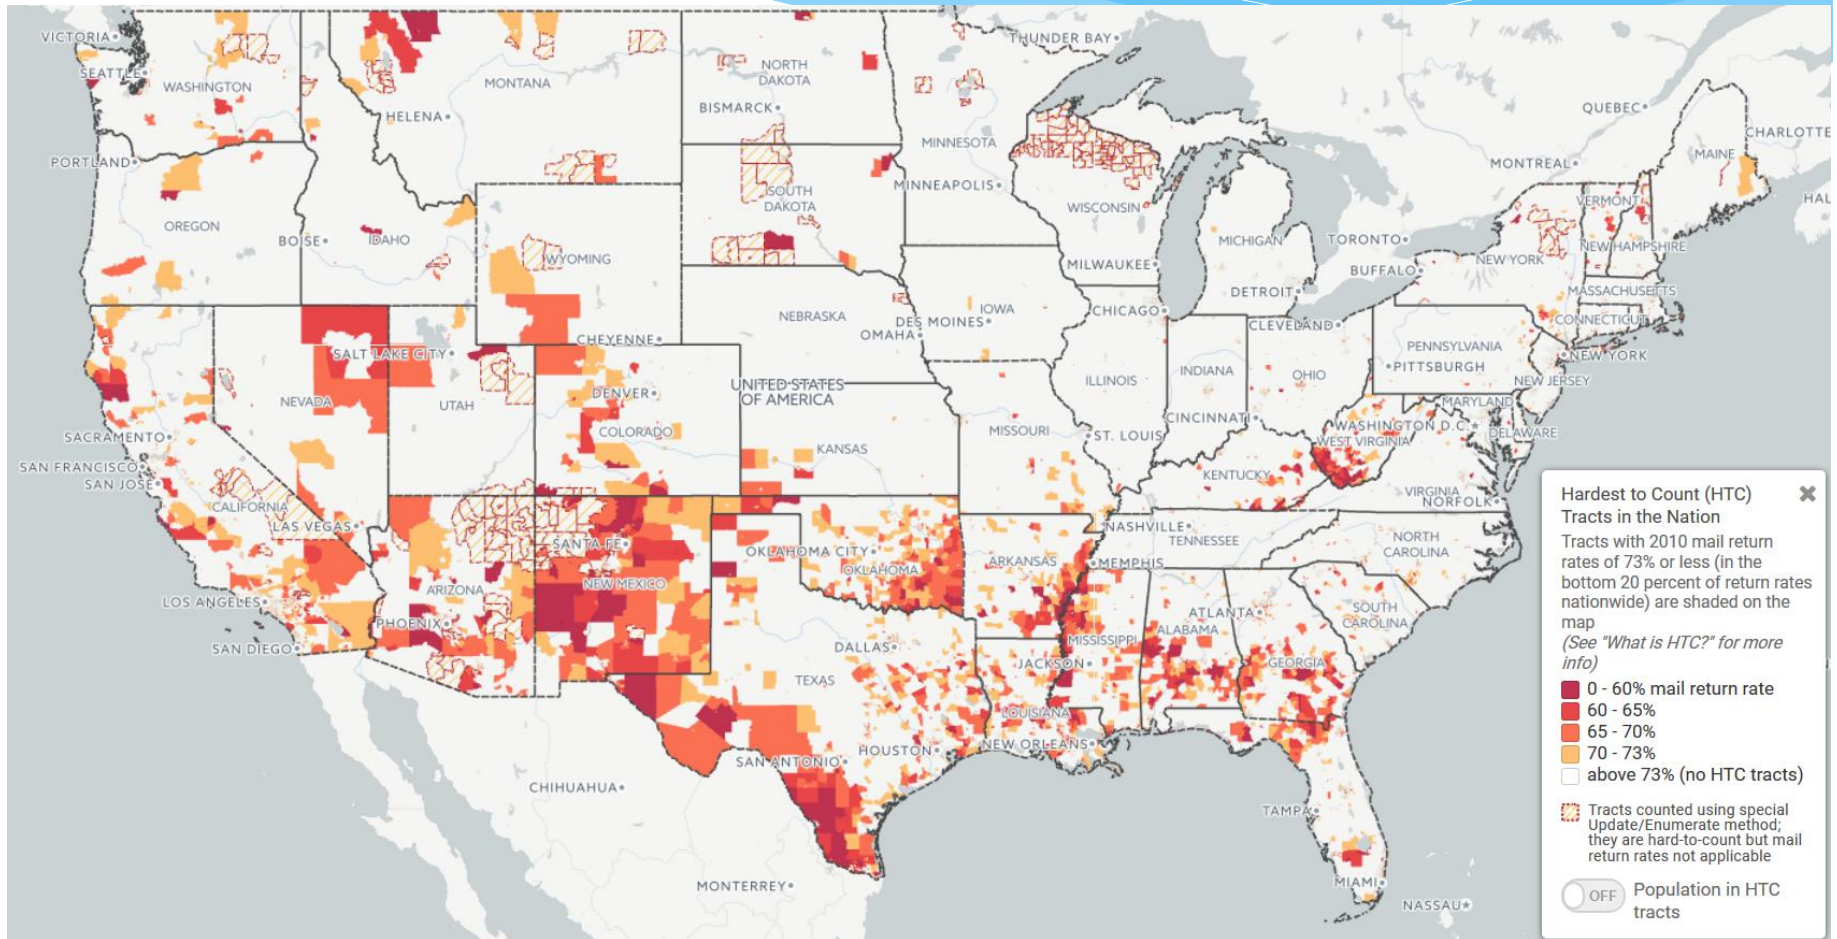 VICTORIA
SEATTLE
WASHINGTON
PORTLAND
OREGON
BOISE
IDAHO
HELENA
MONTANA
NORTH
DAKOTA
BISMARCK
SOUTH
DAKOTA
WYOMING
CHEYENNE
THUNDER BAY
MINNESOTA
MINNEAPOLIS
WISCONSIN
MILWAUKEE
MICHIGAN
DETROIT
TORONTO
BUFFALO
QUEBEC
MONTREAL
CHARLOTTE
MAINE
HAL
VERMONT
NEW HAMPSHIRE
NEW YORK
MASSACHUSETTS
CONNECTICUT
NEW YORK
NEBRASKA
OMAHA
IOWA
DES MOINES
CHICAGO
CLEVELAND
PENNSYLVANIA
PITTSBURGH
NEW JERSEY
ILLINOIS
INDIANA
OHIO
MARYLAND
SALT LAKE CITY
NEVADA
UTAH
DENVER
COLORADO
UNITED STATES
OF AMERICA
KANSAS
MISSOURI
ST. LOUIS
CINCINNATI
WASHINGTON D.C.
DELAWARE
WEST VIRGINIA
KENTUCKY
VIRGINIA
NORFOLK
SACRAMENTO
SAN FRANCISCO
SAN JOSE
CALIFORNIA
LAS VEGAS
LOS ANGELES
SAN DIEGO
ARIZONA
PHOENIX
SANTA FE
NEW MEXICO
OKLAHOMA CITY
OKLAHOMA
ARKANSAS
NASHVILLE
TENNESSEE
MEMPHIS
NORTH
CAROLINA
SOUTH
CAROLINA
ATLANTA
ALABAMA
MISSISSIPPI
GEORGIA
DALLAS
TEXAS
JACKSON
LOUISIANA
HOUSTON
NEW ORLEANS
SAN ANTONIO
CHIHUAHUA
MONTERREY
TAMPA
MIAMI
NASSAU
Hardest to Count (HTC)
Tracts in the Nation
Tracts with 2010 mail return
rates of 73% or less (in the
bottom 20 percent of return rates
nationwide) are shaded on the
map
(See "What is HTC?" for more
info)
0 - 60% mail return rate
60 - 65%
65 - 70%
70 - 73%
above 73% (no HTC tracts)
Tracts counted using special
Update/Enumerate method;
they are hard-to-count but mail
return rates not applicable
OFF
Population in HTC
tracts